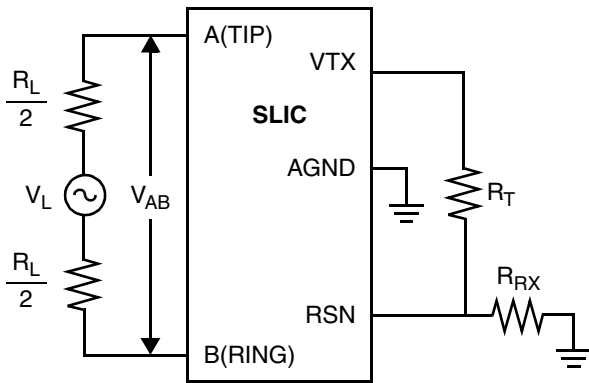 A(TIP)
VTX
R_L
2
SLIC
AGND
V_L
V_AB
R_T
R_L
2
R_RX
RSN
B(RING)